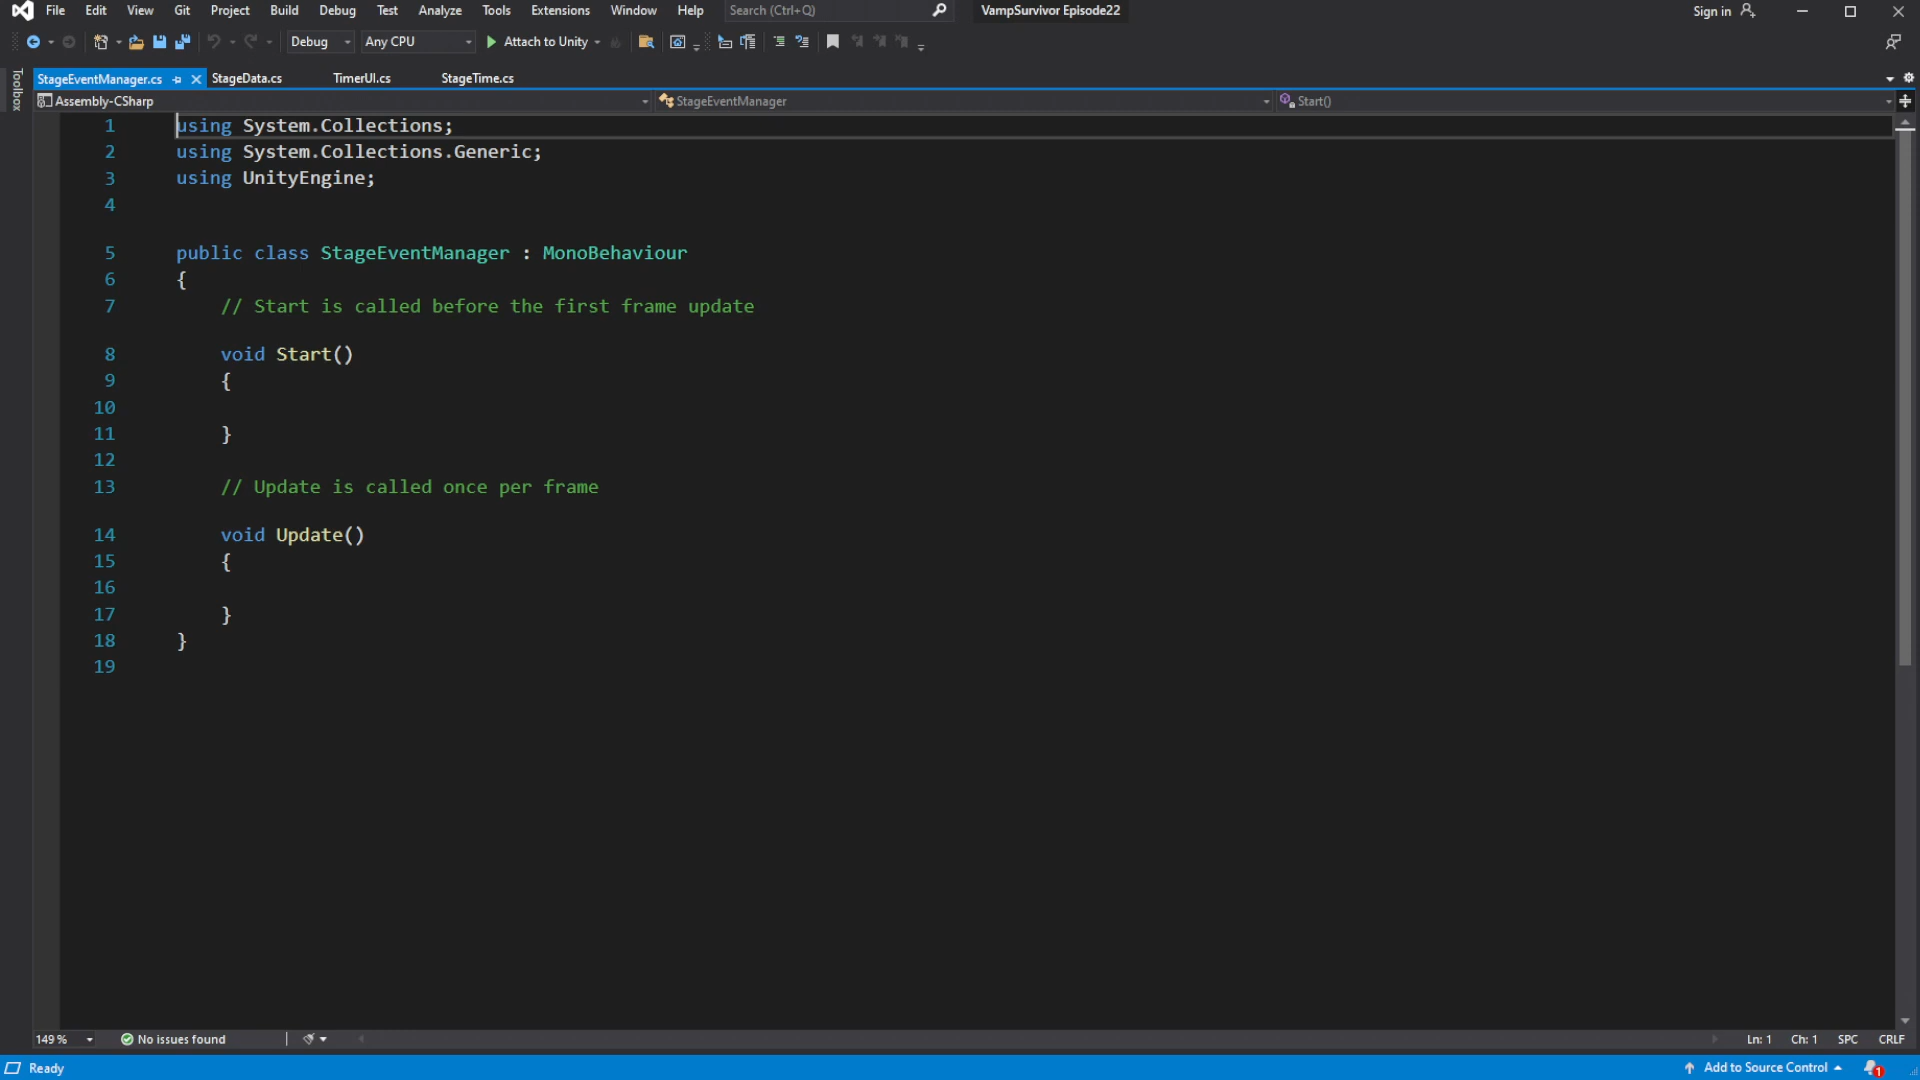 File Edit View Git Project Build Debug Test Analyze Tools Extensions Window Help Search (Ctrl+Q) VampSurvivor Episode22 Sign in
Debug Any CPU Attach to Unity
StageEventManager.cs StageData.cs TimerUI.cs StageTime.cs
Toolbox
Assembly-CSharp StageEventManager Start()
1 using System.Collections;
2 using System.Collections.Generic;
3 using UnityEngine;
4
5 public class StageEventManager : MonoBehaviour
6 {
7 // Start is called before the first frame update
8 void Start()
9 {
10
11 }
12
13 // Update is called once per frame
14 void Update()
15 {
16
17 }
18 }
19
149 % No issues found Ln: 1 Ch: 1 SPC CRLF
Ready Add to Source Control 1